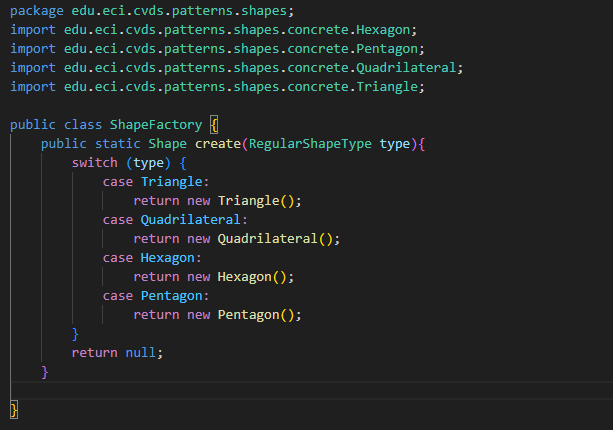 package edu.eci.cvds.patterns.shapes;
import edu.eci.cvds.patterns.shapes.concrete.Hexagon;
import edu.eci.cvds.patterns.shapes.concrete.Pentagon;
import edu.eci.cvds.patterns.shapes.concrete.Quadrilateral;
import edu.eci.cvds.patterns.shapes.concrete.Triangle;

public class ShapeFactory {
    public static Shape create(RegularShapeType type){
        switch (type) {
            case Triangle:
                return new Triangle();
            case Quadrilateral:
                return new Quadrilateral();
            case Hexagon:
                return new Hexagon();
            case Pentagon:
                return new Pentagon();
        }
        return null;
    }

}